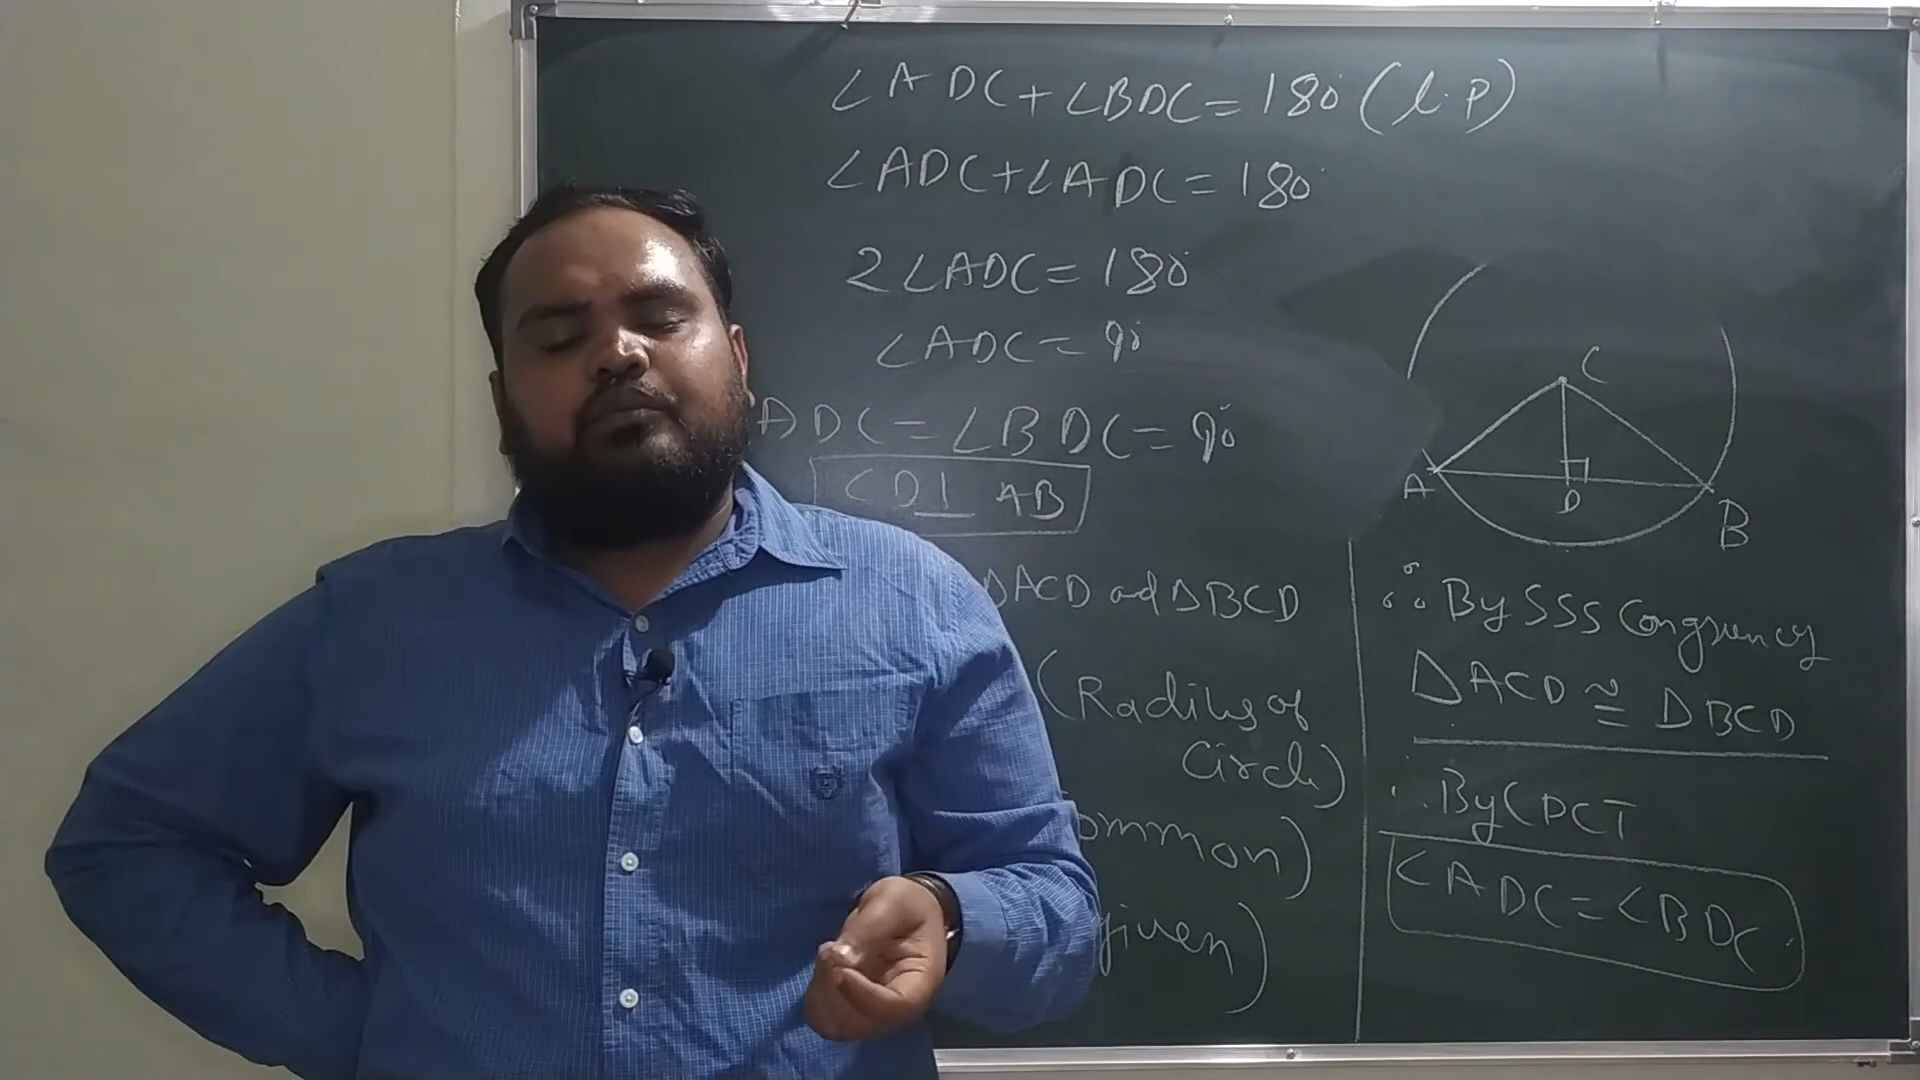 ∠ADC+∠BDC=180° (l.P)
∠ADC+∠ADC=180°
2∠ADC=180°
∠ADC=90°
ADC=∠BDC=90°
CD⊥AB
C
A
D
B
ΔACD and ΔBCD
(Radius of
Circle)
ommon)
given)
∴ By SSS Congruency
ΔACD ≅ ΔBCD
∴ By CPCT
∠ADC=∠BDC